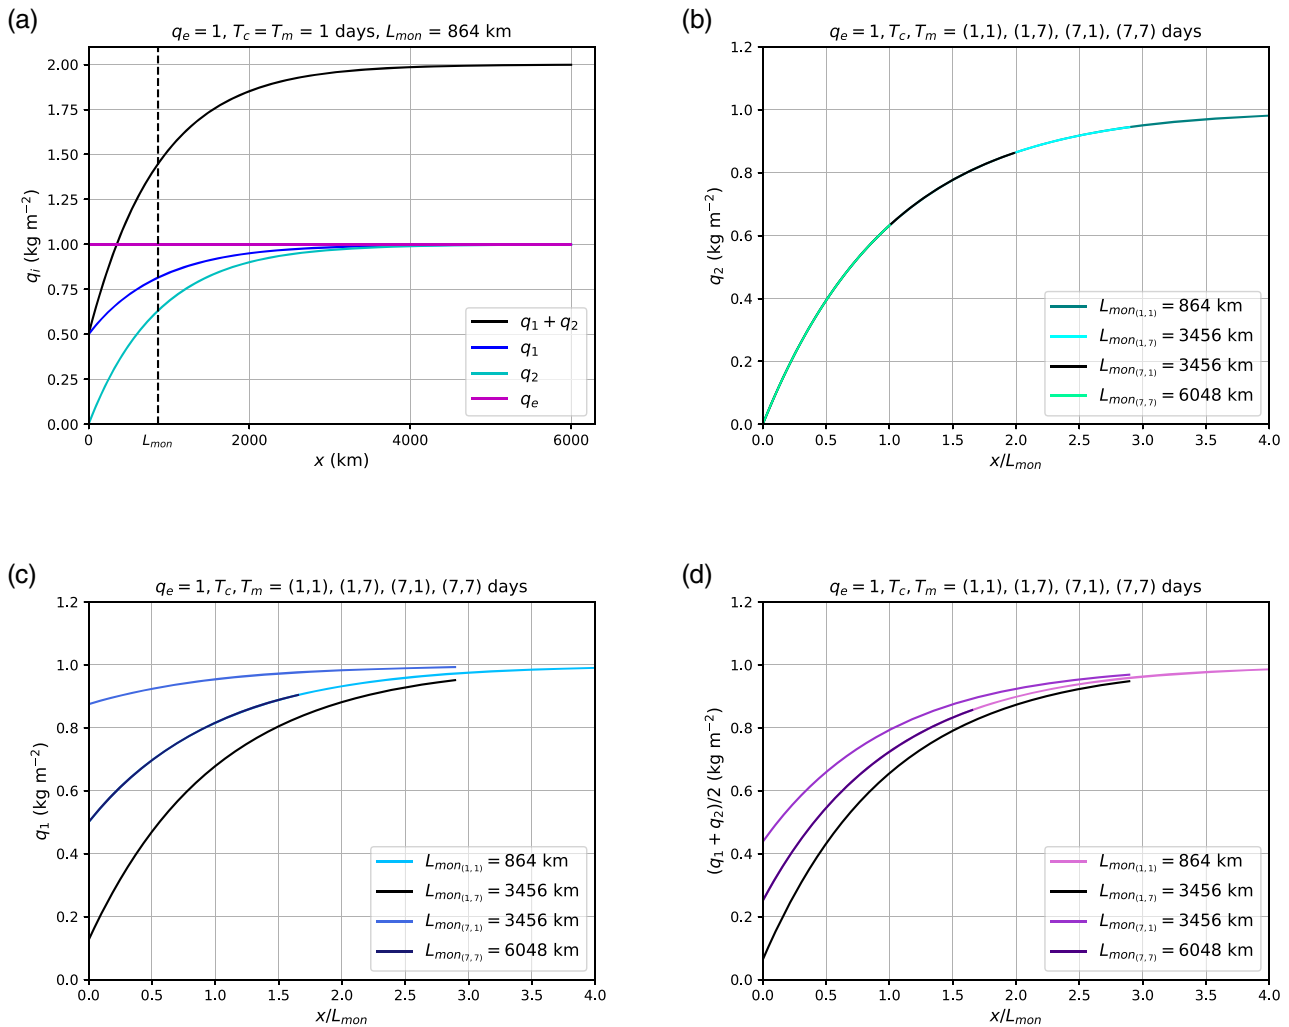 (a)
q_e = 1, T_c = T_m = 1 days, L_mon = 864 km
2.00
1.75
1.50
1.25
1.00
0.75
0.50
0.25
0.00
q_i (kg m⁻²)
0
L_mon
2000
4000
6000
x (km)
q_1 + q_2
q_1
q_2
q_e
(b)
q_e = 1, T_c, T_m = (1,1), (1,7), (7,1), (7,7) days
1.2
1.0
0.8
0.6
0.4
0.2
0.0
q_2 (kg m⁻²)
0.0 0.5 1.0 1.5 2.0 2.5 3.0 3.5 4.0
x/L_mon
L_mon(1,1) = 864 km
L_mon(1,7) = 3456 km
L_mon(7,1) = 3456 km
L_mon(7,7) = 6048 km
(c)
q_e = 1, T_c, T_m = (1,1), (1,7), (7,1), (7,7) days
1.2
1.0
0.8
0.6
0.4
0.2
0.0
q_1 (kg m⁻²)
0.0 0.5 1.0 1.5 2.0 2.5 3.0 3.5 4.0
x/L_mon
L_mon(1,1) = 864 km
L_mon(1,7) = 3456 km
L_mon(7,1) = 3456 km
L_mon(7,7) = 6048 km
(d)
q_e = 1, T_c, T_m = (1,1), (1,7), (7,1), (7,7) days
1.2
1.0
0.8
0.6
0.4
0.2
0.0
(q_1 + q_2)/2 (kg m⁻²)
0.0 0.5 1.0 1.5 2.0 2.5 3.0 3.5 4.0
x/L_mon
L_mon(1,1) = 864 km
L_mon(1,7) = 3456 km
L_mon(7,1) = 3456 km
L_mon(7,7) = 6048 km